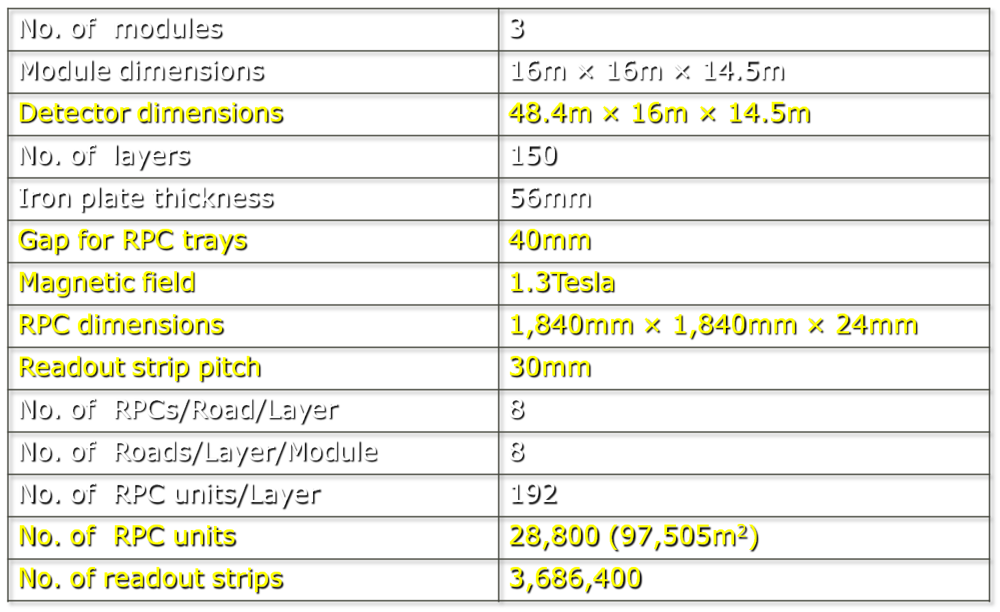 No. of modules 3
Module dimensions 16m × 16m × 14.5m
Detector dimensions 48.4m × 16m × 14.5m
No. of layers 150
Iron plate thickness 56mm
Gap for RPC trays 40mm
Magnetic field 1.3Tesla
RPC dimensions 1,840mm × 1,840mm × 24mm
Readout strip pitch 30mm
No. of RPCs/Road/Layer 8
No. of Roads/Layer/Module 8
No. of RPC units/Layer 192
No. of RPC units 28,800 (97,505m²)
No. of readout strips 3,686,400